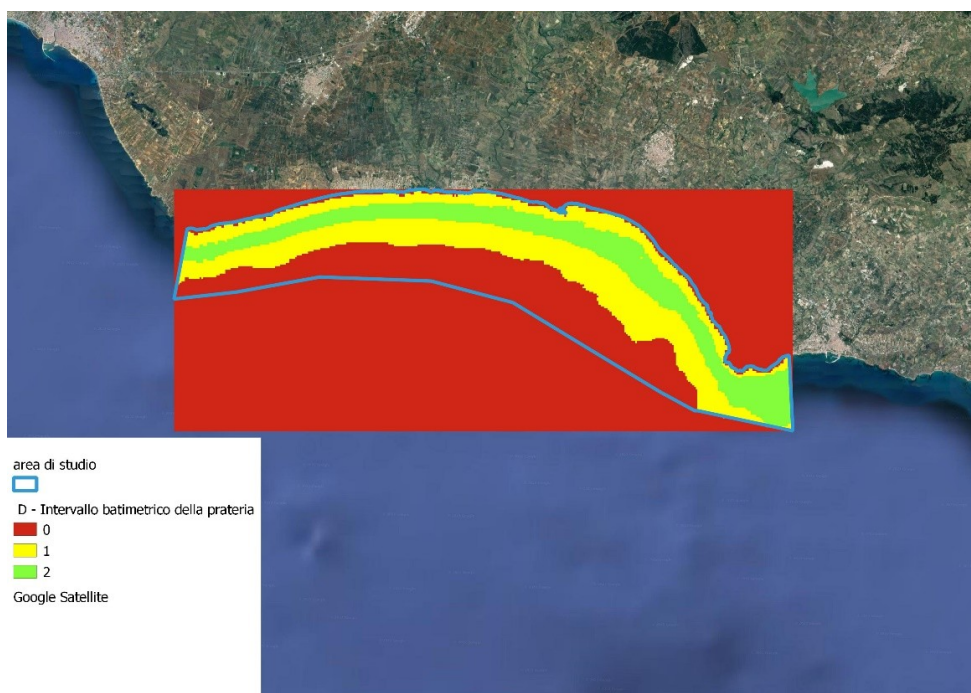 area di studio
D - Intervallo batimetrico della prateria
0
1
2
Google Satellite